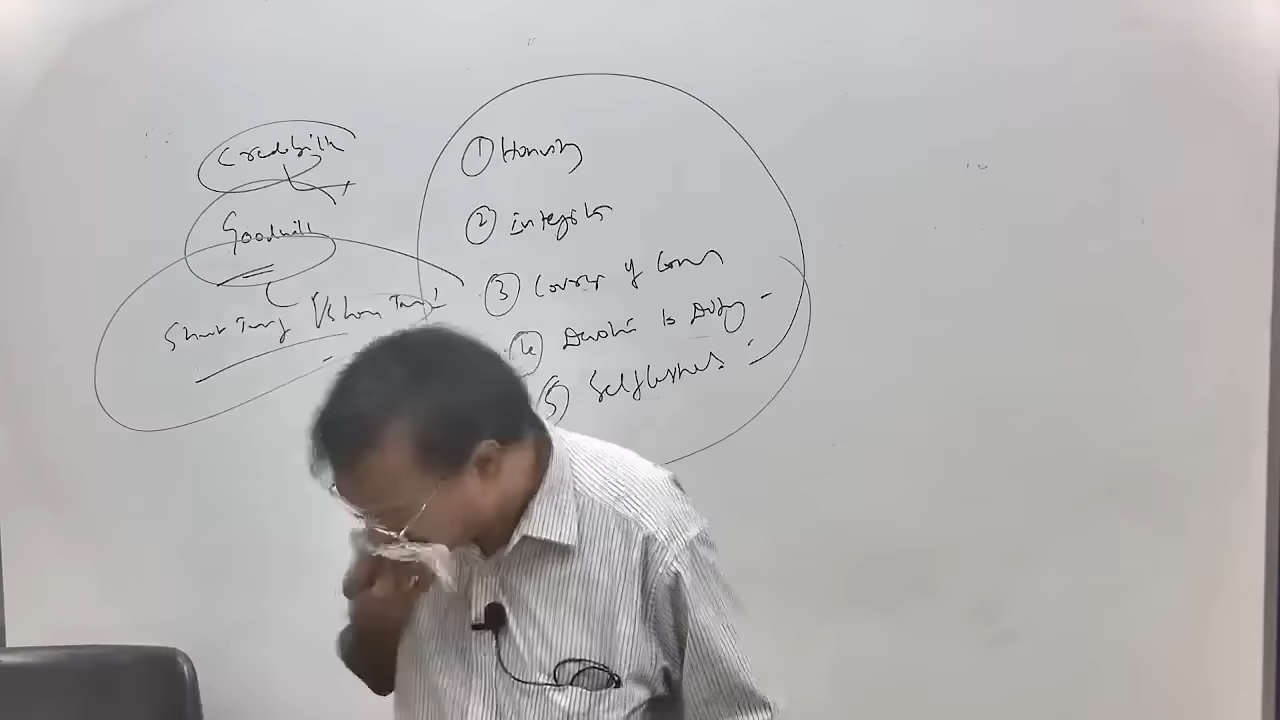 Credibility
Goodwill
Short Term Vs Long Term
① Honesty
② integrity
③ Courage of
④ to Duty -
⑤ Selflessness -